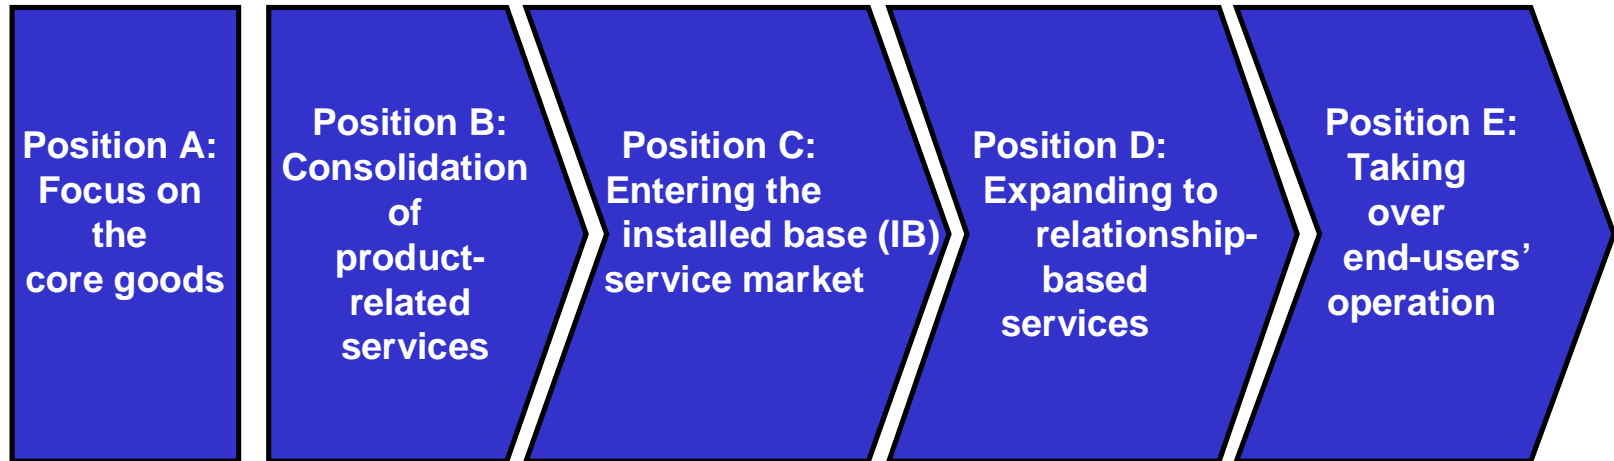 Position A:
Focus on
the
core goods
Position B:
Consolidation
of
product-
related
services
Position C:
Entering the
installed base (IB)
service market
Position D:
Expanding to
relationship-
based
services
Position E:
Taking
over
end-users’
operation